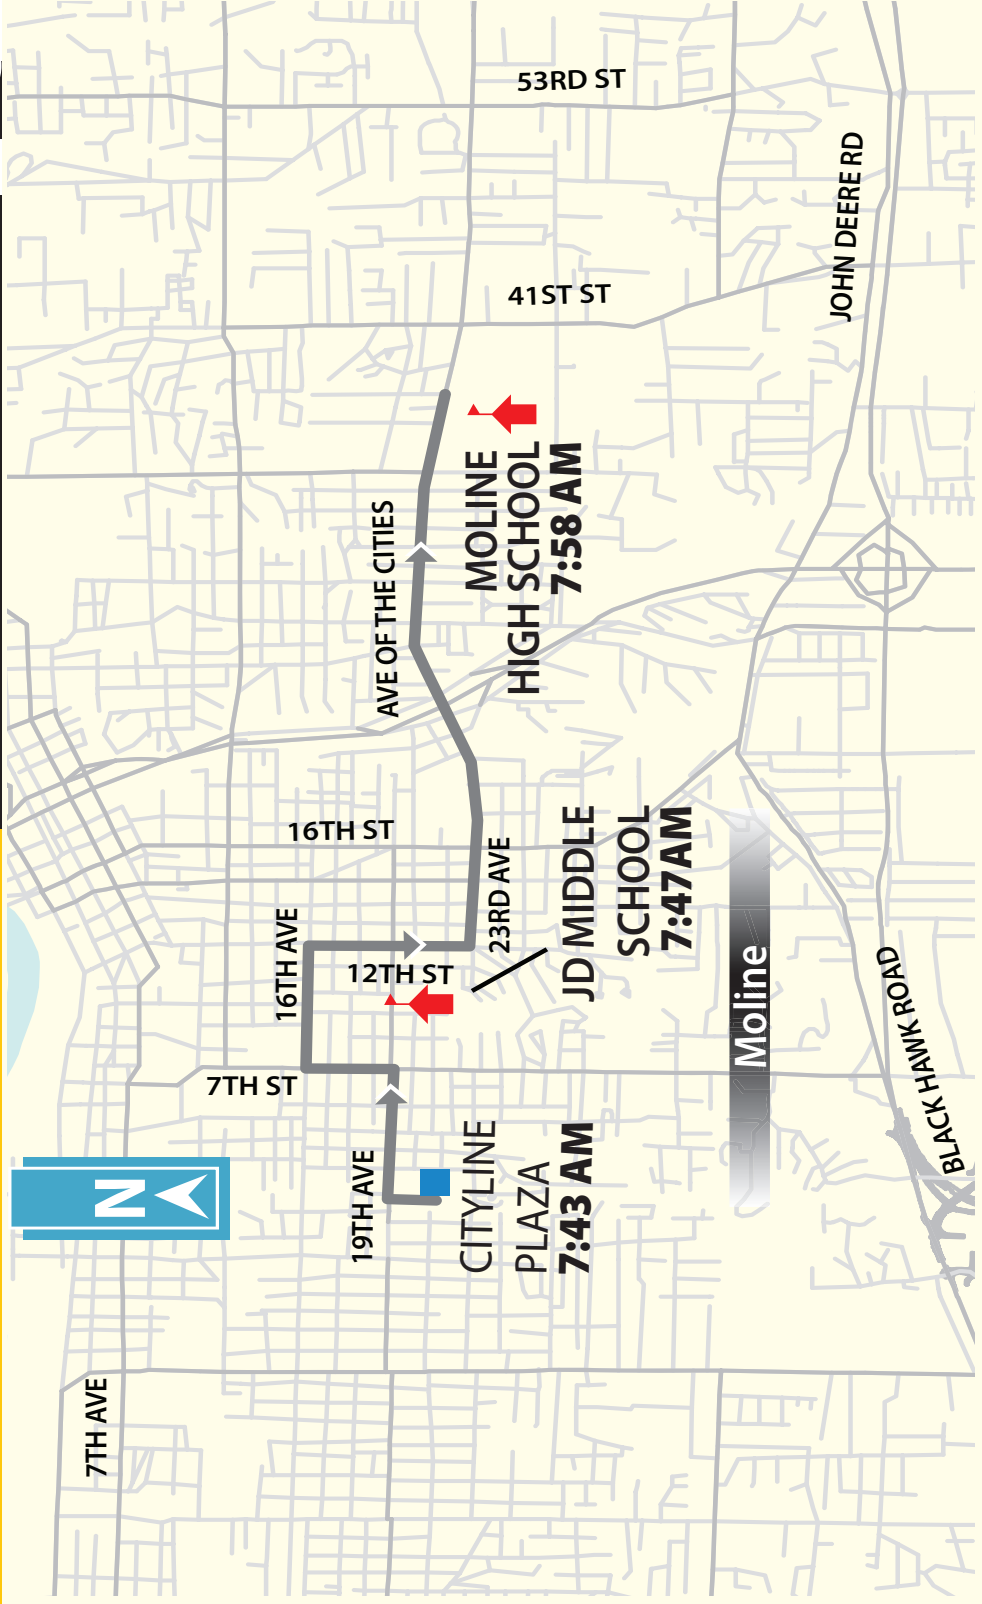 53RD ST
JOHN DEERE RD
41ST ST
AVE OF THE CITIES
MOLINE
HIGH SCHOOL
7:58 AM
16TH ST
23RD AVE
JD MIDDLE
SCHOOL
7:47AM
16TH AVE
12TH ST
Moline
BLACK HAWK ROAD
7TH ST
19TH AVE
CITYLINE
PLAZA
7:43 AM
N
7TH AVE